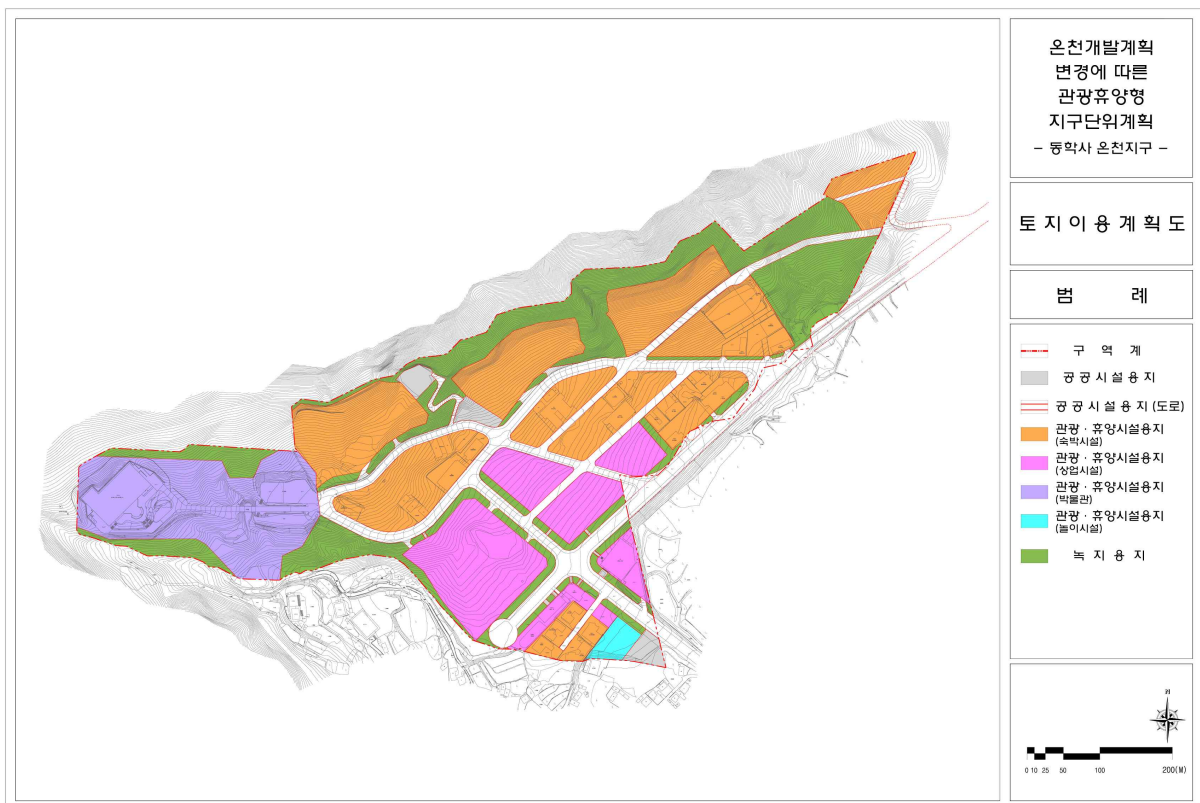 온천개발계획
변경에 따른
관광휴양형
지구단위계획
- 동학사 온천지구 -
토지이용계획도
범 례
구 역 계
공공시설용지
공공시설용지(도로)
관광·휴양시설용지
(숙박시설)
관광·휴양시설용지
(상업시설)
관광·휴양시설용지
(박물관)
관광·휴양시설용지
(놀이시설)
녹 지 용 지
0 10 25 50 100 200(M)